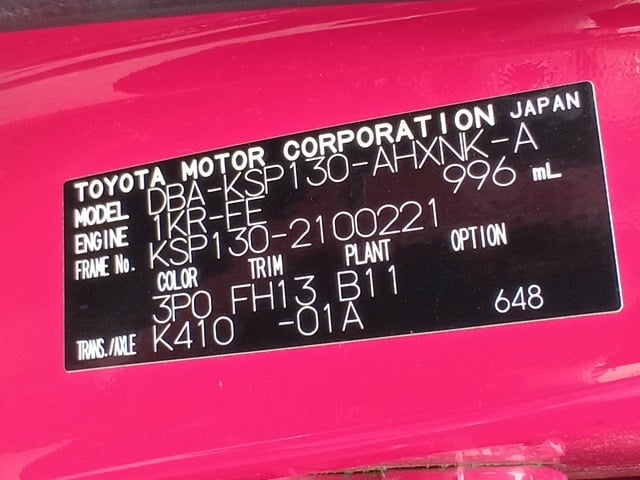 TOYOTA MOTOR CORPORATION JAPAN
MODEL DBA-KSP130-AHXNK-A
ENGINE 1KR-FE 996 mL
FRAME No. KSP130-2100221
COLOR TRIM PLANT OPTION
3P0 FH13 B11
TRANS./AXLE K410 -01A 648